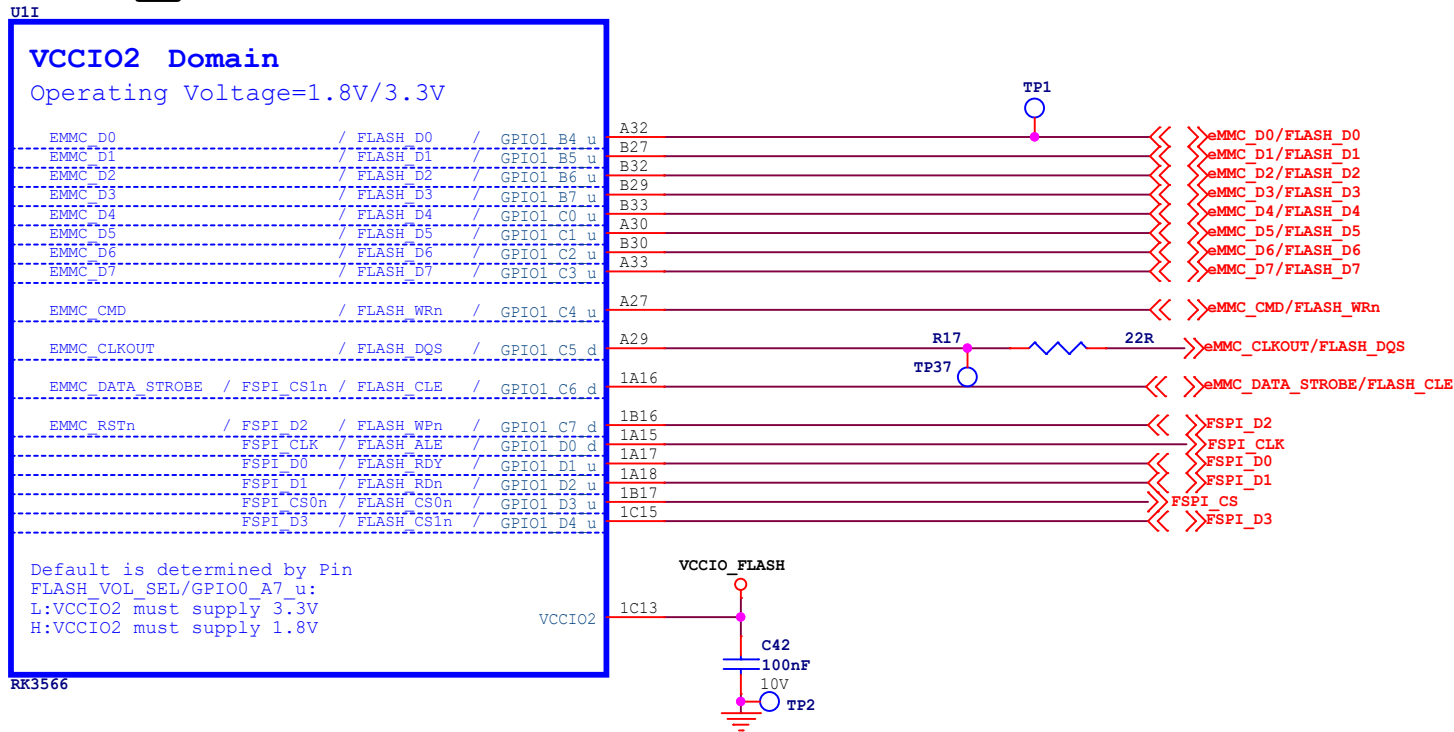 U1I
VCCIO2 Domain
Operating Voltage=1.8V/3.3V
TP1
EMMC_D0 / FLASH_D0 / GPIO1_B4_u A32 eMMC_D0/FLASH_D0
EMMC_D1 / FLASH_D1 / GPIO1_B5_u B27 eMMC_D1/FLASH_D1
EMMC_D2 / FLASH_D2 / GPIO1_B6_u B32 eMMC_D2/FLASH_D2
EMMC_D3 / FLASH_D3 / GPIO1_B7_u B29 eMMC_D3/FLASH_D3
EMMC_D4 / FLASH_D4 / GPIO1_C0_u B33 eMMC_D4/FLASH_D4
EMMC_D5 / FLASH_D5 / GPIO1_C1_u A30 eMMC_D5/FLASH_D5
EMMC_D6 / FLASH_D6 / GPIO1_C2_u B30 eMMC_D6/FLASH_D6
EMMC_D7 / FLASH_D7 / GPIO1_C3_u A33 eMMC_D7/FLASH_D7
EMMC_CMD / FLASH_WRn / GPIO1_C4_u A27 eMMC_CMD/FLASH_WRn
EMMC_CLKOUT / FLASH_DQS / GPIO1_C5_d A29 R17 22R eMMC_CLKOUT/FLASH_DQS
TP37
EMMC_DATA_STROBE / FSPI_CS1n / FLASH_CLE / GPIO1_C6_d 1A16 eMMC_DATA_STROBE/FLASH_CLE
EMMC_RSTn / FSPI_D2 / FLASH_WPn / GPIO1_C7_d 1B16 FSPI_D2
FSPI_CLK / FLASH_ALE / GPIO1_D0_d 1A15 FSPI_CLK
FSPI_D0 / FLASH_RDY / GPIO1_D1_u 1A17 FSPI_D0
FSPI_D1 / FLASH_RDn / GPIO1_D2_u 1A18 FSPI_D1
FSPI_CS0n / FLASH_CS0n / GPIO1_D3_u 1B17 FSPI_CS
FSPI_D3 / FLASH_CS1n / GPIO1_D4_u 1C15 FSPI_D3
Default is determined by Pin
FLASH_VOL_SEL/GPIO0_A7_u:
L:VCCIO2 must supply 3.3V
H:VCCIO2 must supply 1.8V
VCCIO_FLASH
VCCIO2 1C13
C42
100nF
10V
TP2
RK3566